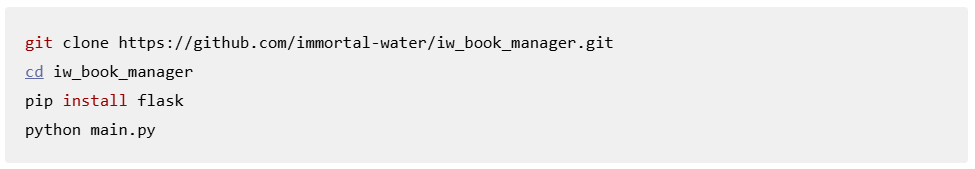 git clone https://github.com/immortal-water/iw_book_manager.git
cd iw_book_manager
pip install flask
python main.py